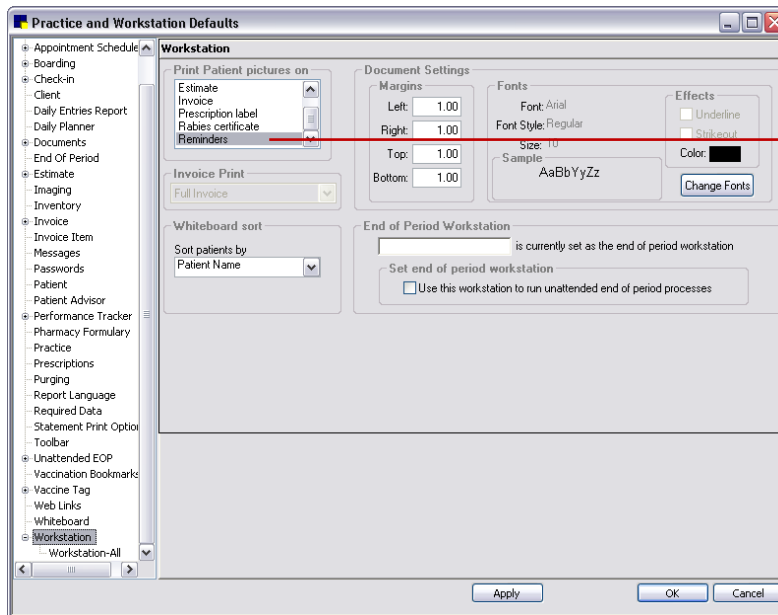 Practice and Workstation Defaults
Appointment Schedule
Boarding
Check-in
Client
Daily Entries Report
Daily Planner
Documents
End Of Period
Estimate
Imaging
Inventory
Invoice
Invoice Item
Messages
Passwords
Patient
Patient Advisor
Performance Tracker
Pharmacy Formulary
Practice
Prescriptions
Purging
Report Language
Required Data
Statement Print Option
Toolbar
Unattended EOP
Vaccination Bookmarks
Vaccine Tag
Web Links
Whiteboard
Workstation
Workstation-All
Workstation
Print Patient pictures on
Estimate
Invoice
Prescription label
Rabies certificate
Reminders
Invoice Print
Full Invoice
Whiteboard sort
Sort patients by
Patient Name
Document Settings
Margins
Left: 1.00
Right: 1.00
Top: 1.00
Bottom: 1.00
Fonts
Font: Arial
Font Style: Regular
Size: 10
Sample
AaBbYyZz
Effects
Underline
Strikeout
Color:
Change Fonts
End of Period Workstation
is currently set as the end of period workstation
Set end of period workstation
Use this workstation to run unattended end of period processes
Apply
OK
Cancel